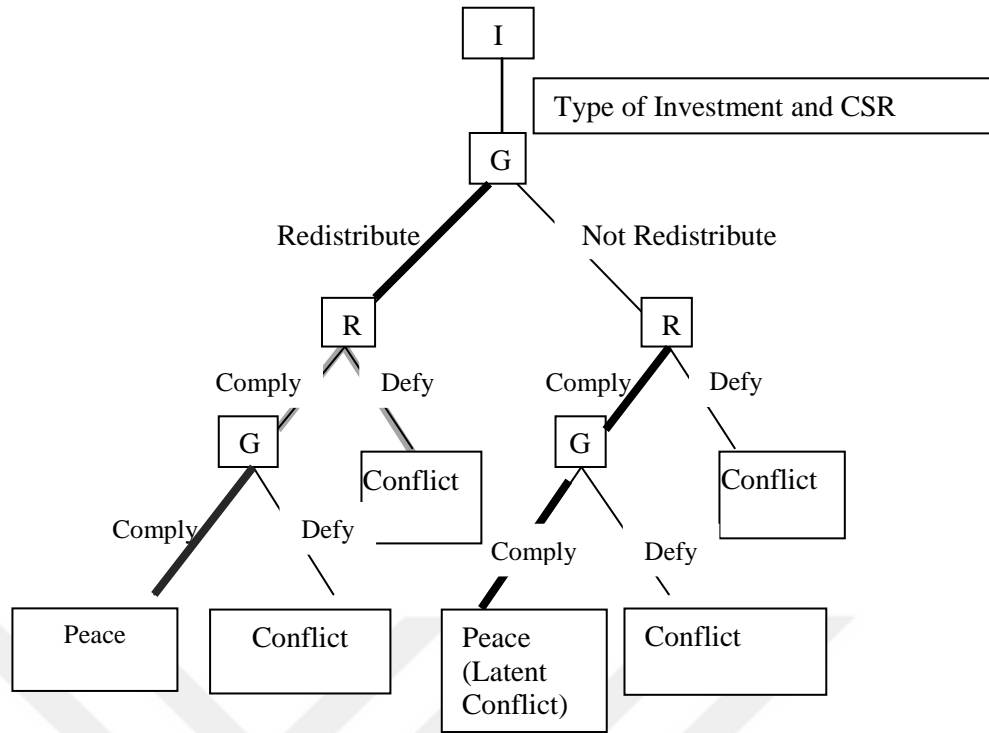 I
Type of Investment and CSR
G
Redistribute
Not Redistribute
R
R
Comply
Defy
Comply
Defy
G
G
Conflict
Conflict
Comply
Defy
Comply
Defy
Peace
Conflict
Peace
(Latent
Conflict)
Conflict